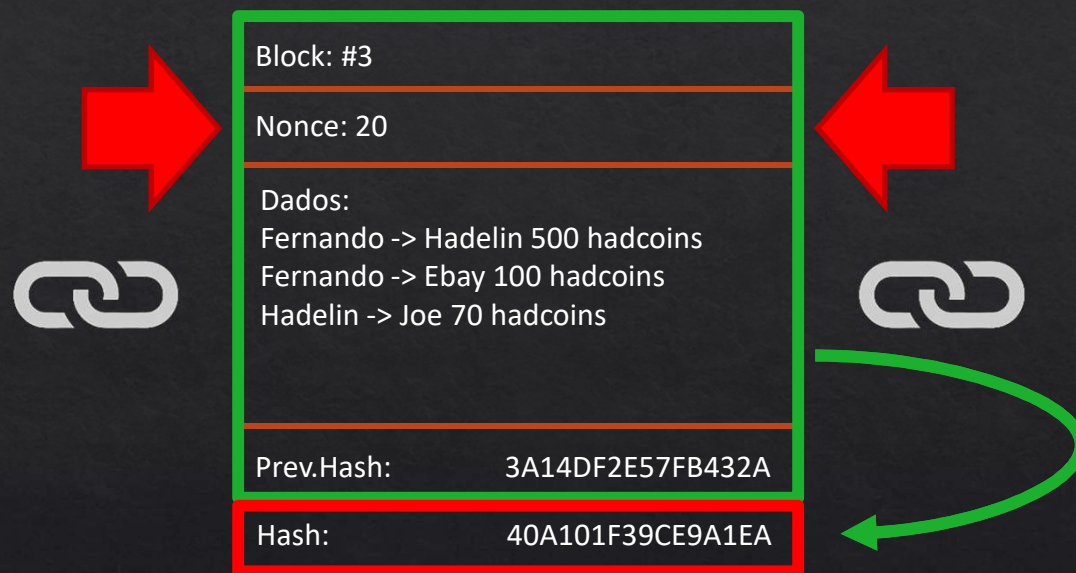 Block: #3
Nonce: 20
Dados:
Fernando -> Hadelin 500 hadcoins
Fernando -> Ebay 100 hadcoins
Hadelin -> Joe 70 hadcoins
Prev.Hash: 3A14DF2E57FB432A
Hash: 40A101F39CE9A1EA